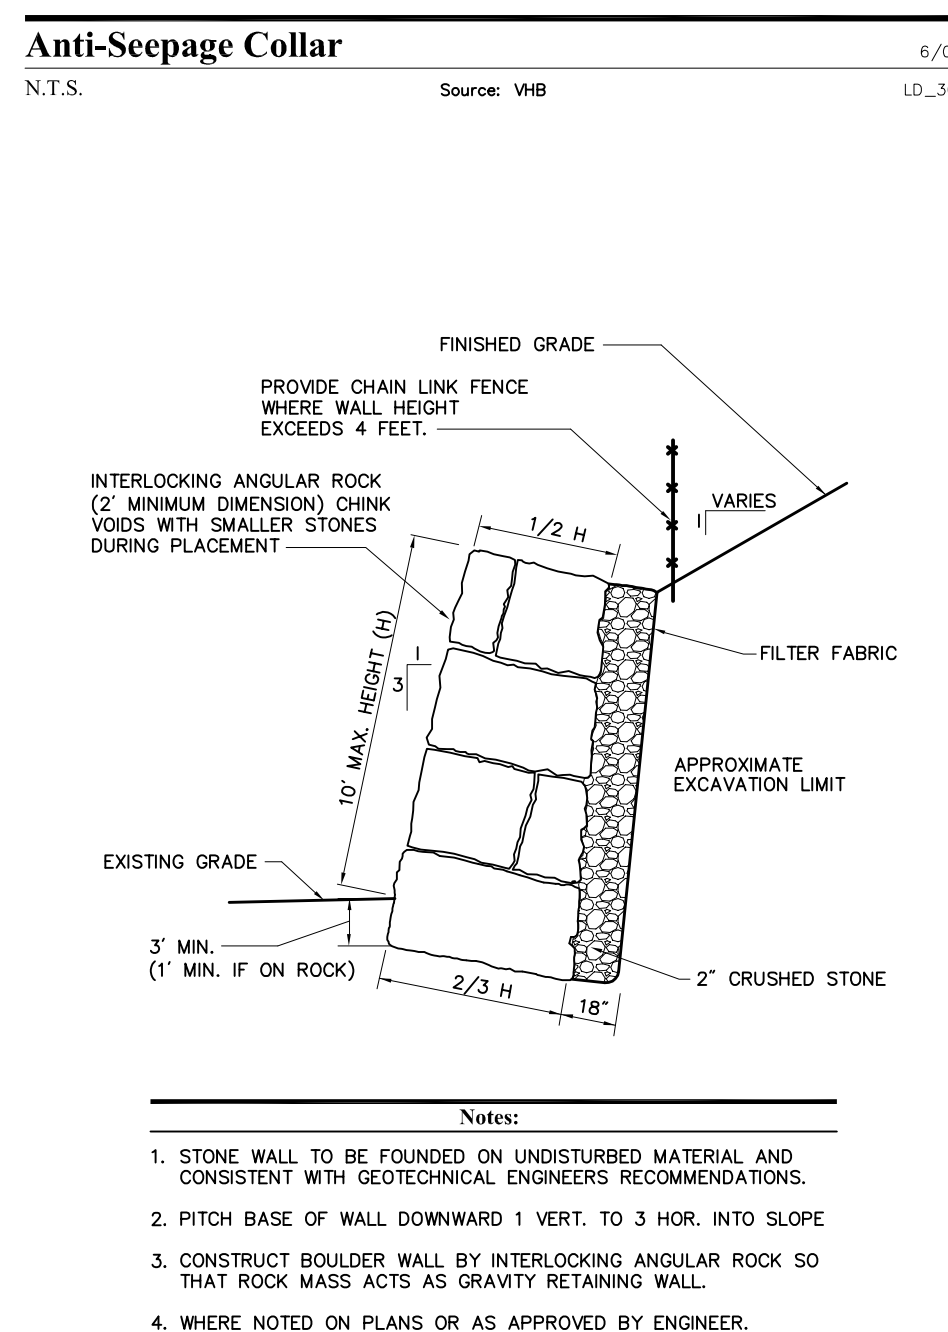 Anti-Seepage Collar
6/0
N.T.S.
Source: VHB
LD_3
FINISHED GRADE
PROVIDE CHAIN LINK FENCE
WHERE WALL HEIGHT
EXCEEDS 4 FEET.
INTERLOCKING ANGULAR ROCK
(2' MINIMUM DIMENSION) CHINK
VOIDS WITH SMALLER STONES
DURING PLACEMENT
VARIES
1
1/2 H
10' MAX. HEIGHT (H)
1
3
FILTER FABRIC
APPROXIMATE
EXCAVATION LIMIT
EXISTING GRADE
3' MIN.
(1' MIN. IF ON ROCK)
2/3 H
18"
2" CRUSHED STONE
Notes:
1. STONE WALL TO BE FOUNDED ON UNDISTURBED MATERIAL AND
CONSISTENT WITH GEOTECHNICAL ENGINEERS RECOMMENDATIONS.
2. PITCH BASE OF WALL DOWNWARD 1 VERT. TO 3 HOR. INTO SLOPE
3. CONSTRUCT BOULDER WALL BY INTERLOCKING ANGULAR ROCK SO
THAT ROCK MASS ACTS AS GRAVITY RETAINING WALL.
4. WHERE NOTED ON PLANS OR AS APPROVED BY ENGINEER.